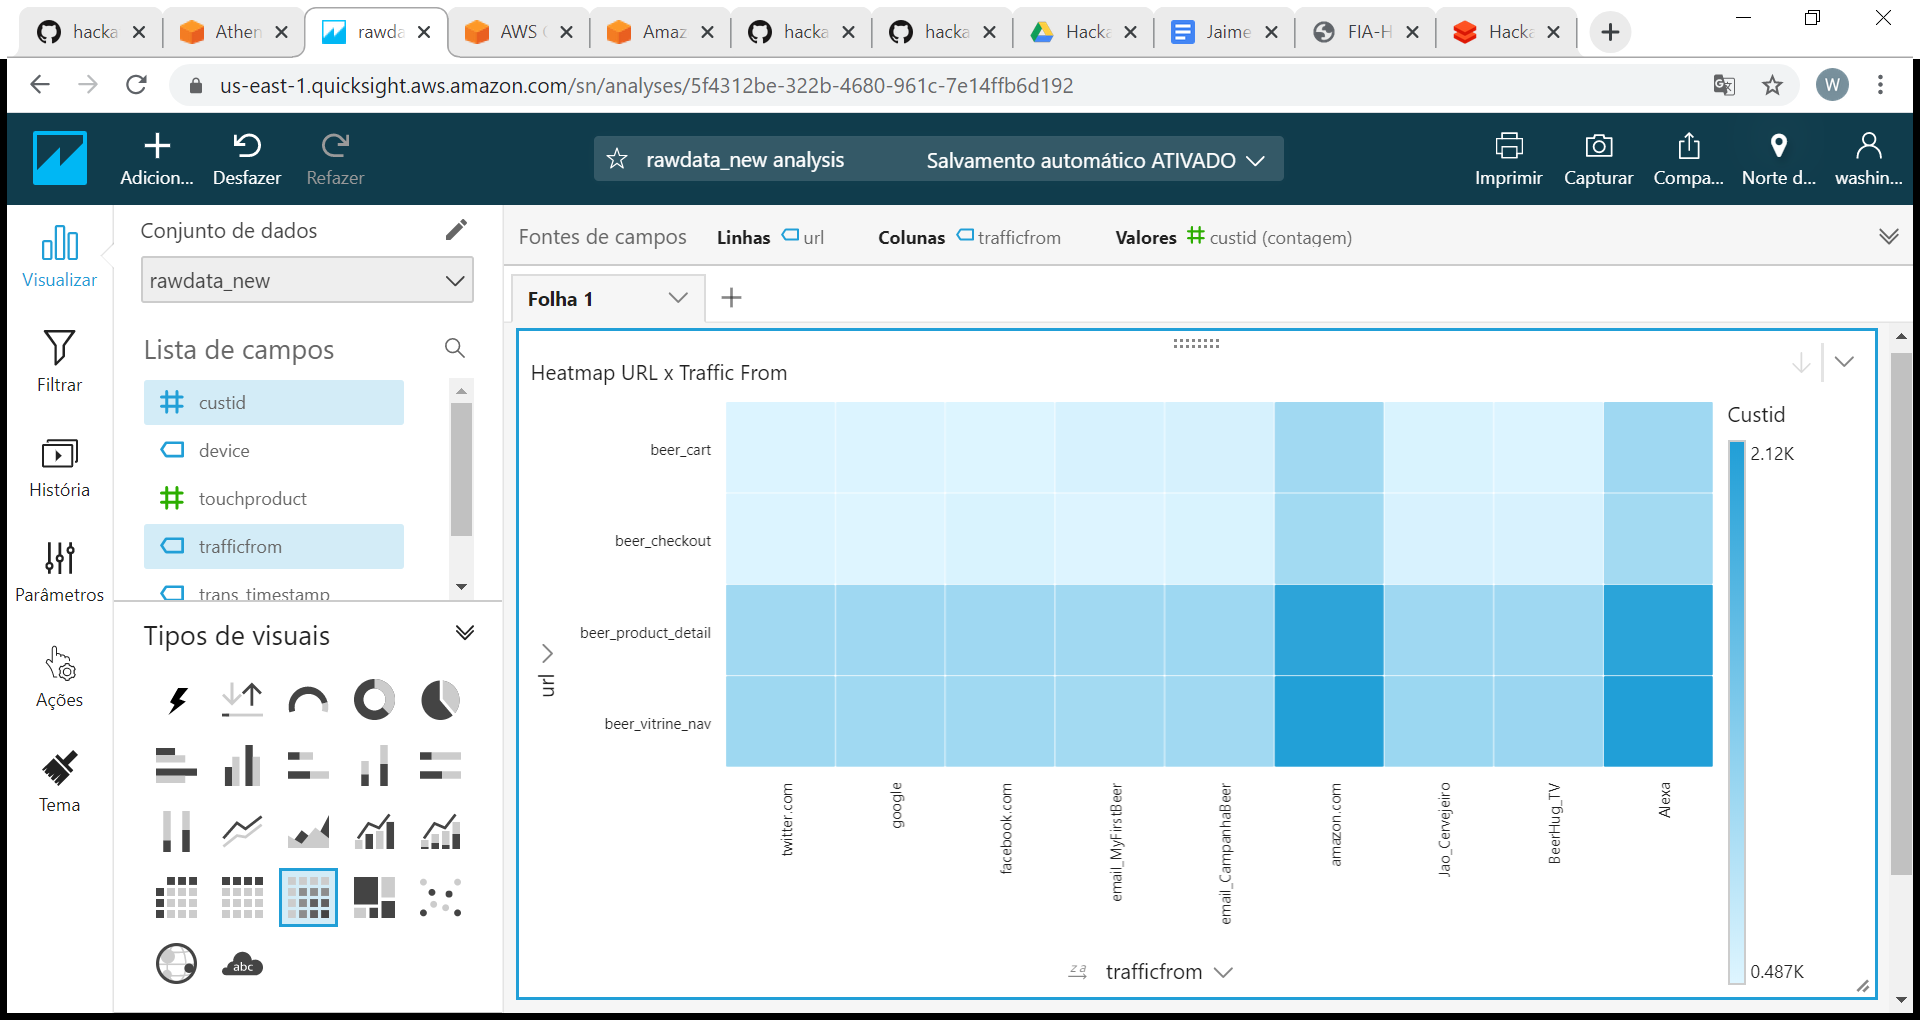 hacka
Athen
rawda
AWS
Amaz
hacka
hacka
Hacka
Jaime
FIA-H
Hacka
us-east-1.quicksight.aws.amazon.com/sn/analyses/5f4312be-322b-4680-961c-7e14ffb6d192
W
Adicion...
Desfazer
Refazer
rawdata_new analysis
Salvamento automático ATIVADO
Imprimir
Capturar
Compa...
Norte d...
washin...
Visualizar
Filtrar
História
Parâmetros
Ações
Tema
Conjunto de dados
rawdata_new
Lista de campos
custid
device
touchproduct
trafficfrom
trans_timestamp
Tipos de visuais
abc
Fontes de campos
Linhas url
Colunas trafficfrom
Valores custid (contagem)
Folha 1
Heatmap URL x Traffic From
url
beer_cart
beer_checkout
beer_product_detail
beer_vitrine_nav
twitter.com
google
facebook.com
email_MyFirstBeer
email_CampanhaBeer
amazon.com
Jao_Cervejeiro
BeerHug_TV
Alexa
za
trafficfrom
Custid
2.12K
0.487K